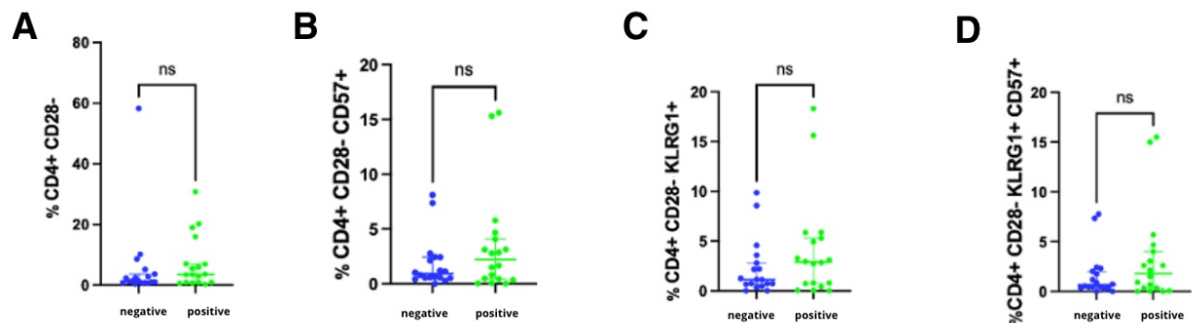 A
% CD4+ CD28-
80
60
40
20
0
ns
negative positive
B
% CD4+ CD28- CD57+
20
15
10
5
0
ns
negative positive
C
% CD4+ CD28- KLRG1+
20
15
10
5
0
ns
negative positive
D
%CD4+ CD28- KLRG1+ CD57+
20
15
10
5
0
ns
negative positive